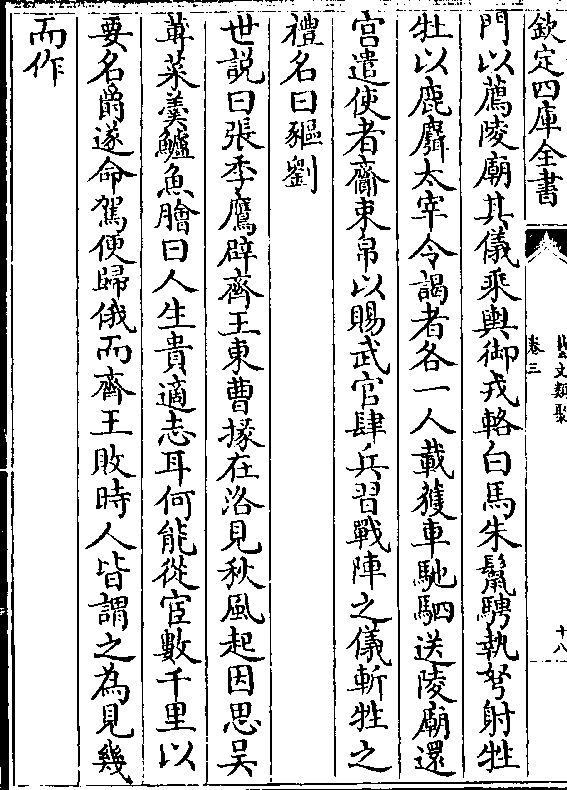 欽定四庫全書
藝文類聚
卷三
十八
門以薦陵廟其儀乘輿御戎輅白馬朱鬣騁執弩射牲
牡以鹿麛太宰令謁者各一人載獲車馳駟送陵廟還
宫遣使者齎束帛以賜武官肆兵習戰陣之儀斬牲之
禮名曰貙劉
世說曰張季鷹辟齊王東曹掾在洛見秋風起因思吴
蓴菜羹鱸魚膾曰人生貴適志耳何能從宦數千里以
要名爵遂命駕便歸俄而齊王敗時人皆謂之為見幾
而作